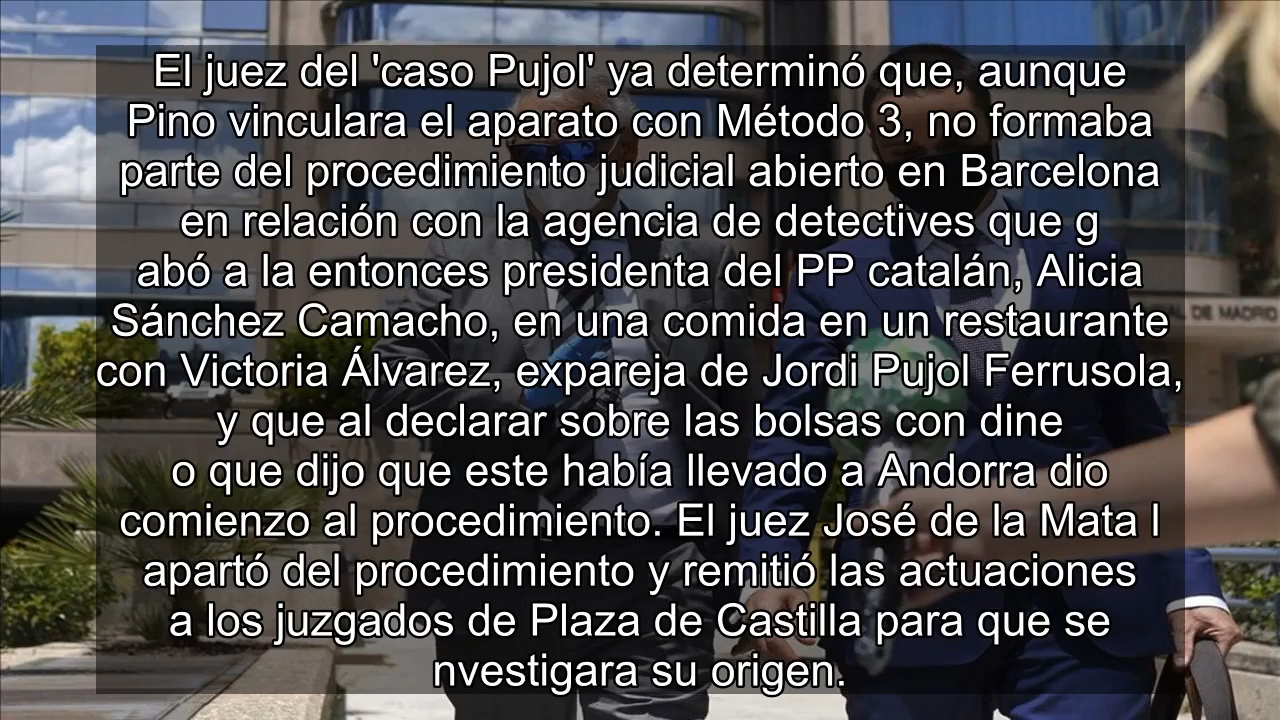 El juez del 'caso Pujol' ya determinó que, aunque
Pino vinculara el aparato con Método 3, no formaba
parte del procedimiento judicial abierto en Barcelona
en relación con la agencia de detectives que g
abó a la entonces presidenta del PP catalán, Alicia
Sánchez Camacho, en una comida en un restaurante
con Victoria Álvarez, expareja de Jordi Pujol Ferrusola,
y que al declarar sobre las bolsas con dine
o que dijo que este había llevado a Andorra dio
comienzo al procedimiento. El juez José de la Mata l
apartó del procedimiento y remitió las actuaciones
a los juzgados de Plaza de Castilla para que se
nvestigara su origen.
AL DE MADRID